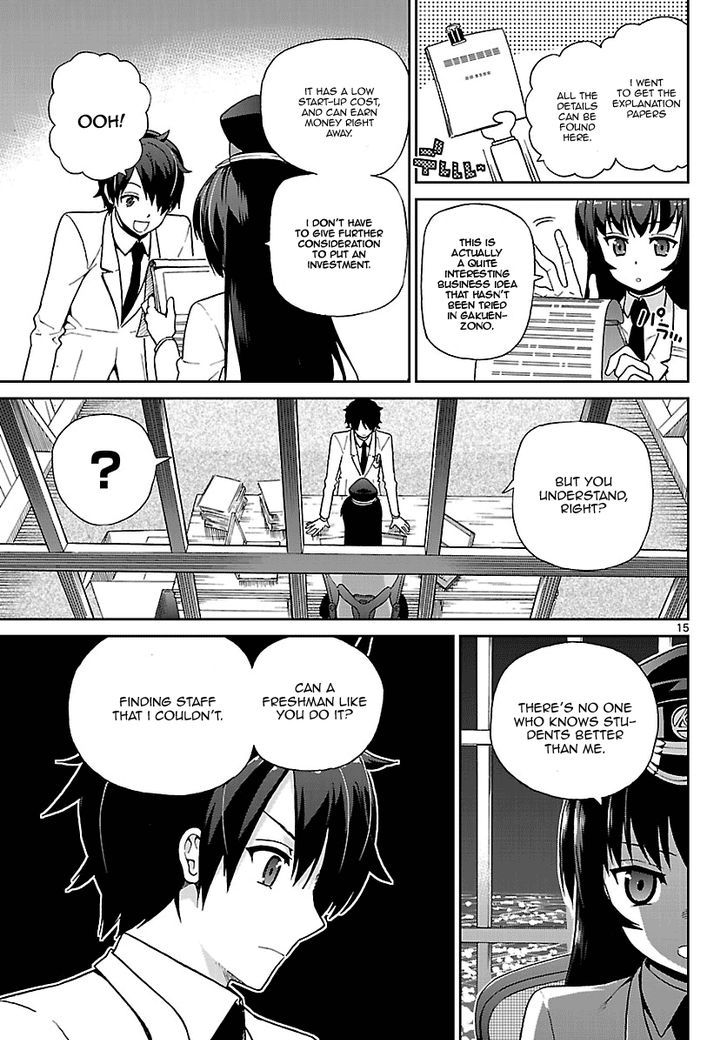 I WENT
TO GET THE
EXPLANATION
PAPERS
ALL THE
DETAILS
CAN BE
FOUND
HERE.
THIS IS
ACTUALLY
A QUITE
INTERESTING
BUSINESS IDEA
THAT HASN'T
BEEN TRIED
IN GAKUEN-
ZONO.
パラ...
IT HAS A LOW
START-UP COST,
AND CAN EARN
MONEY RIGHT
AWAY.
I DON'T HAVE
TO GIVE FURTHER
CONSIDERATION
TO PUT AN
INVESTMENT.
OOH!
BUT YOU
UNDERSTAND,
RIGHT?
?
15
THERE'S NO ONE
WHO KNOWS STU-
DENTS BETTER
THAN ME.
CAN A
FRESHMAN LIKE
YOU DO IT?
FINDING STAFF
THAT I COULDN'T.